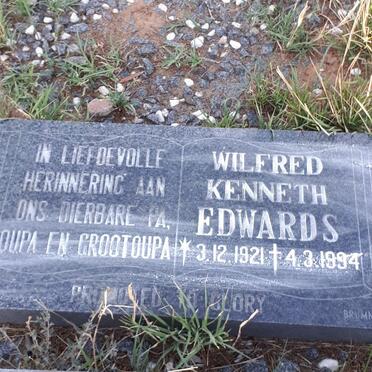 IN LIEFDEVOLLE
HERINNERING AAN
ONS DIERBARE PA,
OUPA EN GROOTOUPA
WILFRED
KENNETH
EDWARDS
* 3.12.1921 † 4.3.1994
PROMOTED TO GLORY